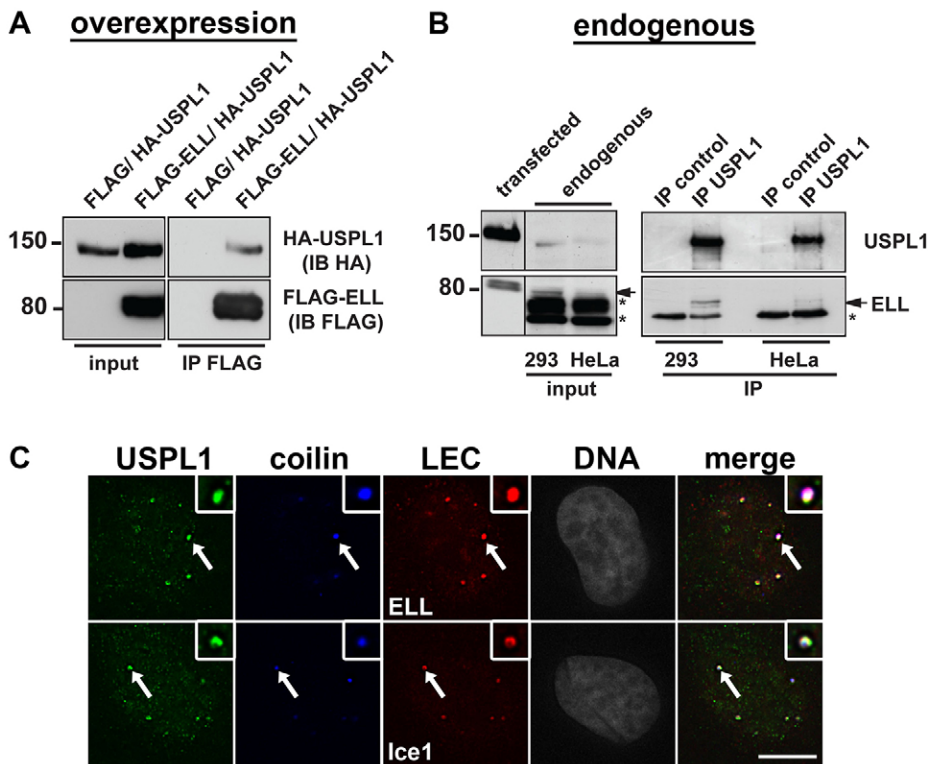 A overexpression
FLAG/ HA-USPL1
FLAG-ELL/ HA-USPL1
FLAG/ HA-USPL1
FLAG-ELL/ HA-USPL1
150
HA-USPL1
(IB HA)
80
FLAG-ELL
(IB FLAG)
input IP FLAG
B endogenous
transfected
endogenous
IP control
IP USPL1
IP control
IP USPL1
150
USPL1
80
*
*
ELL
*
293 HeLa
input
293 HeLa
IP
C USPL1 coilin LEC DNA merge
ELL
Ice1